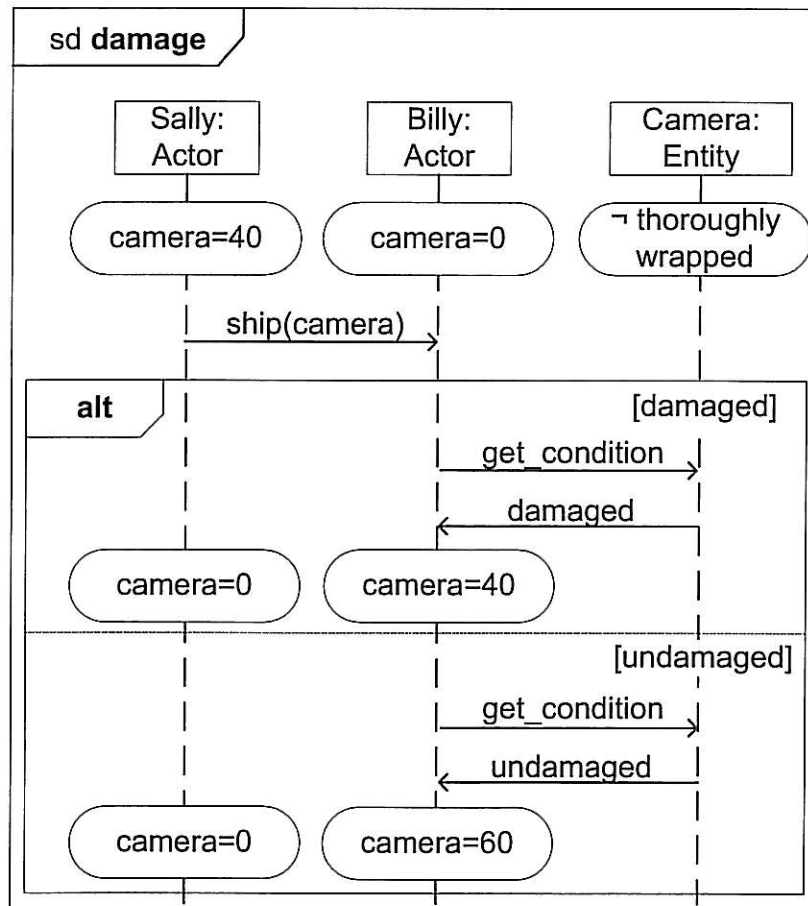 sd damage
Sally:
Actor
Billy:
Actor
Camera:
Entity
camera=40
camera=0
¬ thoroughly
wrapped
ship(camera)
alt
[damaged]
get_condition
damaged
camera=0
camera=40
[undamaged]
get_condition
undamaged
camera=0
camera=60